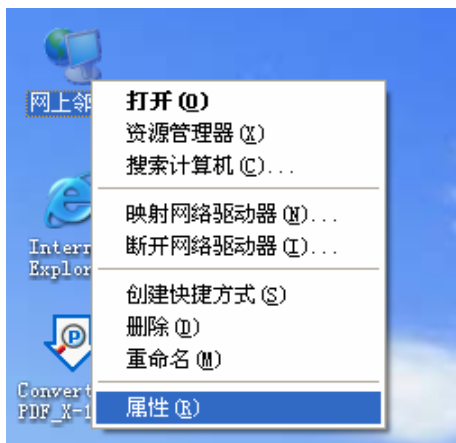 网上邻
打开(O)
资源管理器(X)
搜索计算机(C)...
映射网络驱动器(N)...
断开网络驱动器(I)...
创建快捷方式(S)
删除(D)
重命名(M)
属性(R)
Intern
Explor
Convert
PDF_X-1